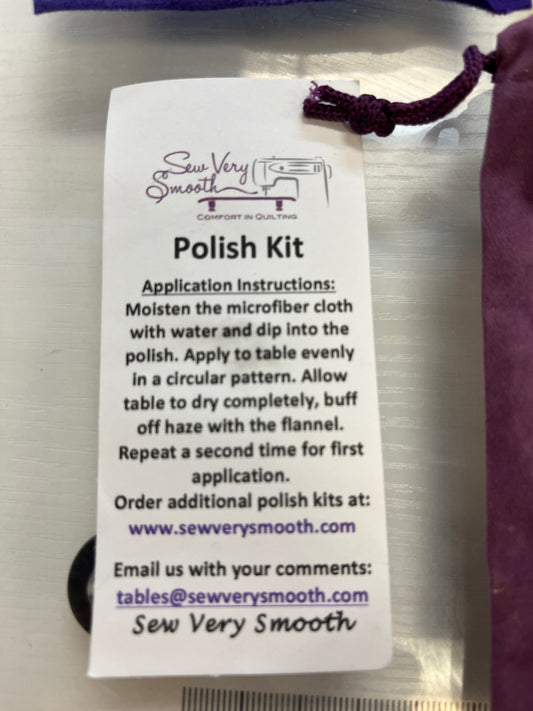 Sew Very
Smooth
COMFORT IN QUILTING
Polish Kit
Application Instructions:
Moisten the microfiber cloth
with water and dip into the
polish. Apply to table evenly
in a circular pattern. Allow
table to dry completely, buff
off haze with the flannel.
Repeat a second time for first
application.
Order additional polish kits at:
www.sewverysmooth.com
Email us with your comments:
tables@sewverysmooth.com
Sew Very Smooth